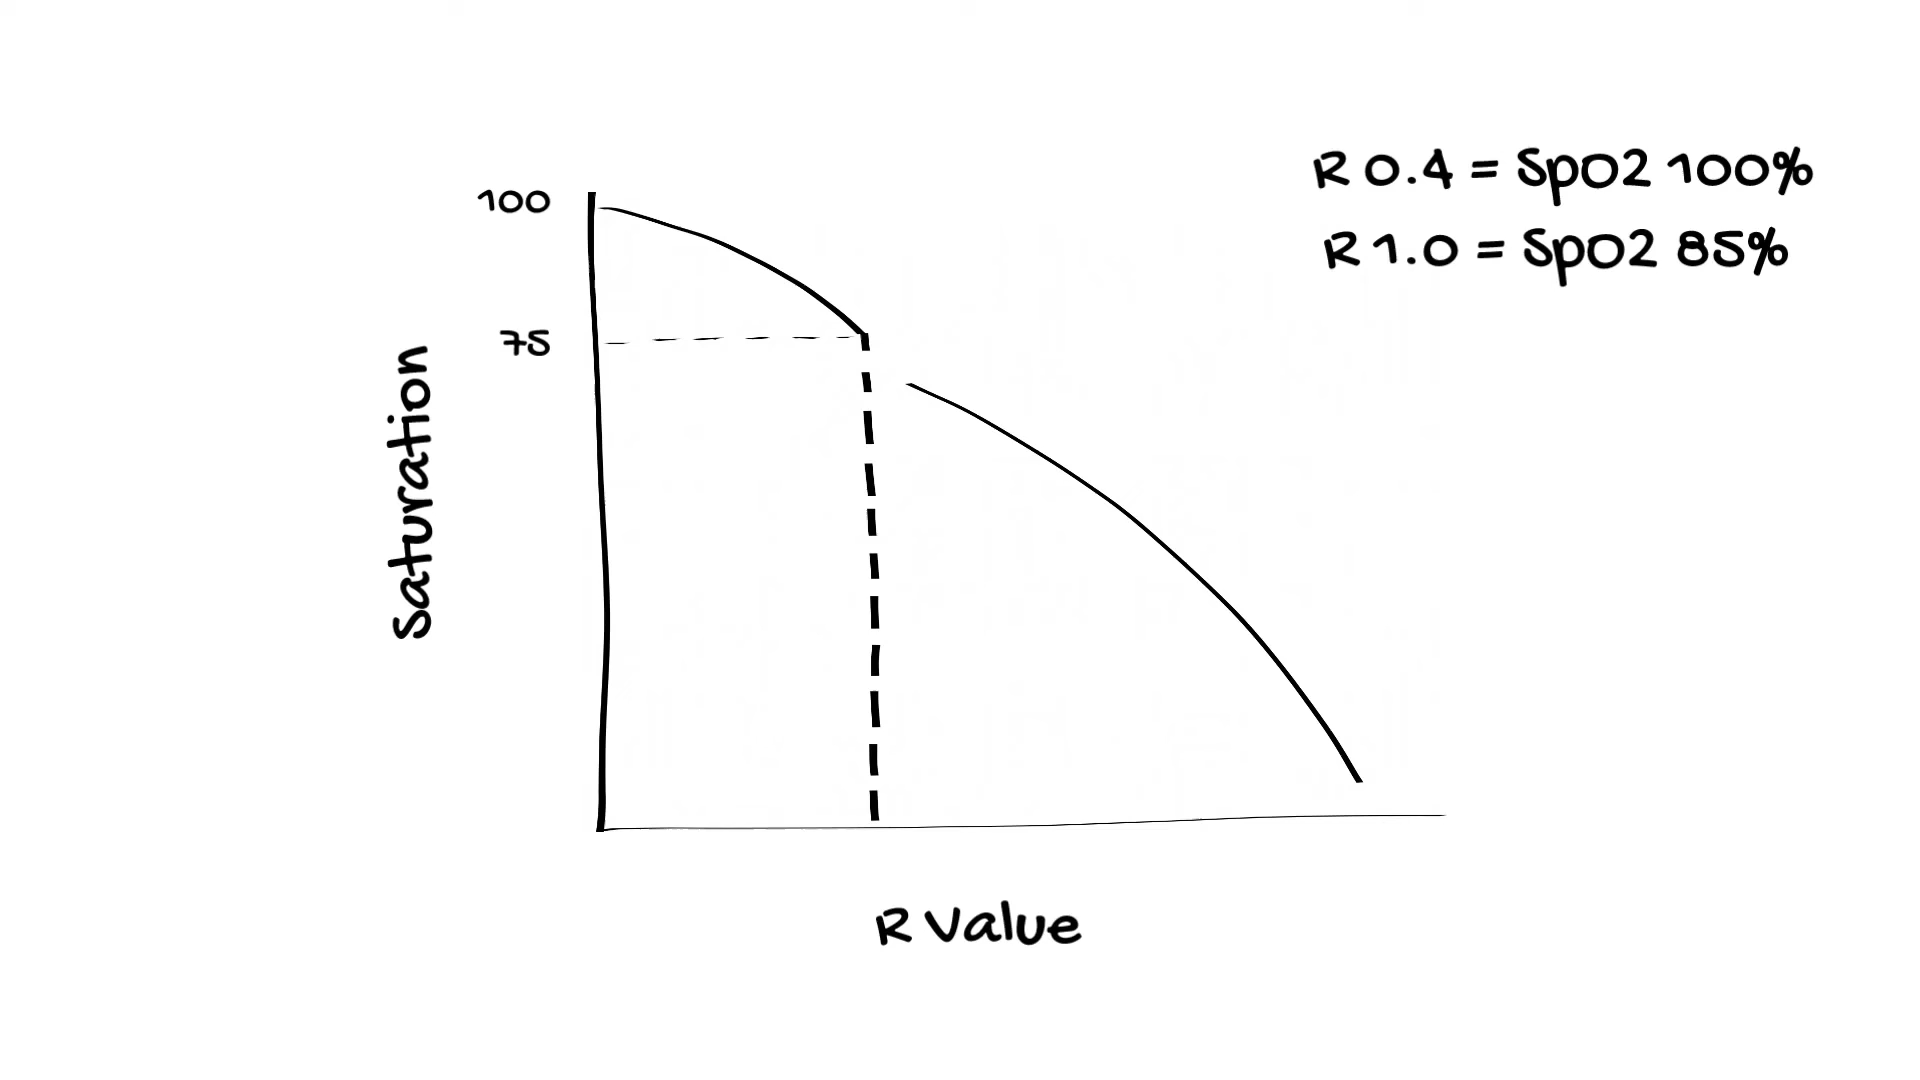 R 0.4 = SpO2 100%
R 1.0 = SpO2 85%
100
75
Saturation
R Value